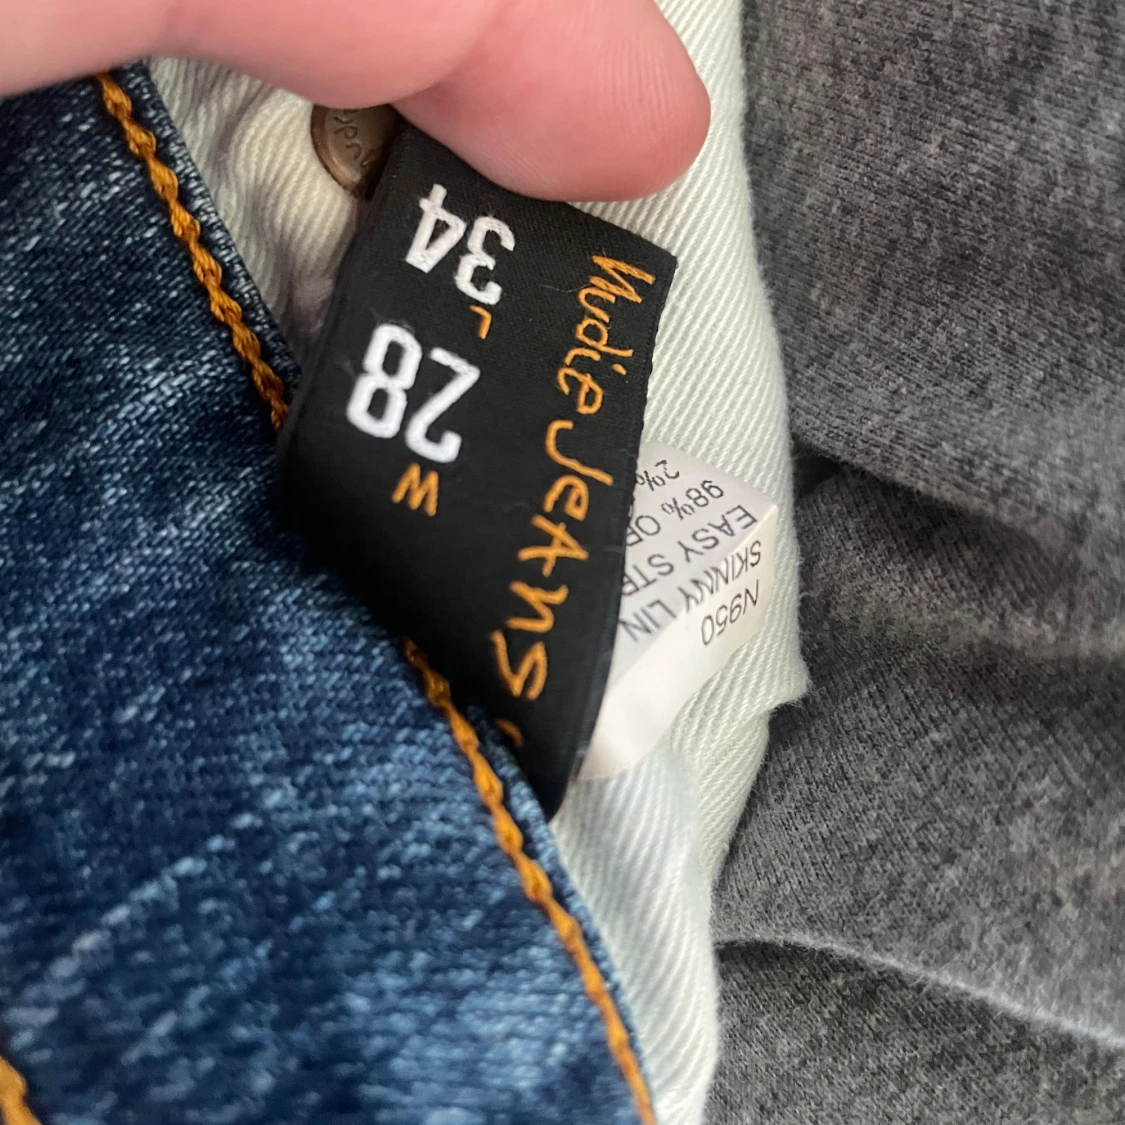 Nudie Jeans
W 28 L 34
N950
SKINNY LIN
EASY STR
98% OR
2%